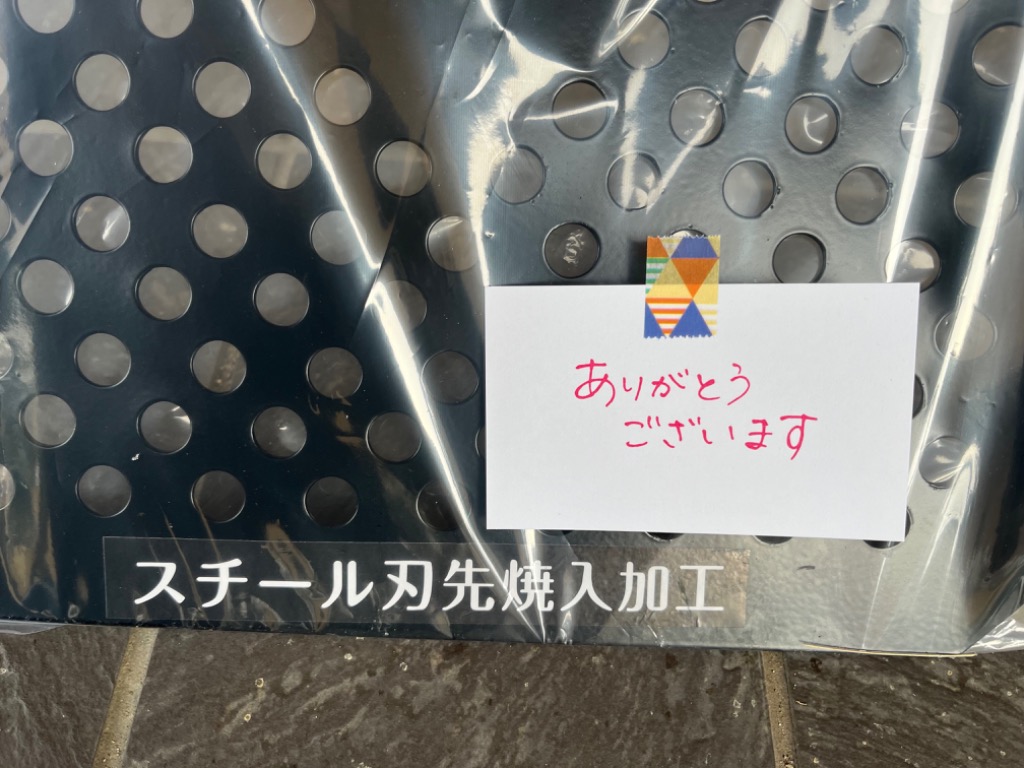 ありがとう
ございます
スチール刃先焼入加工